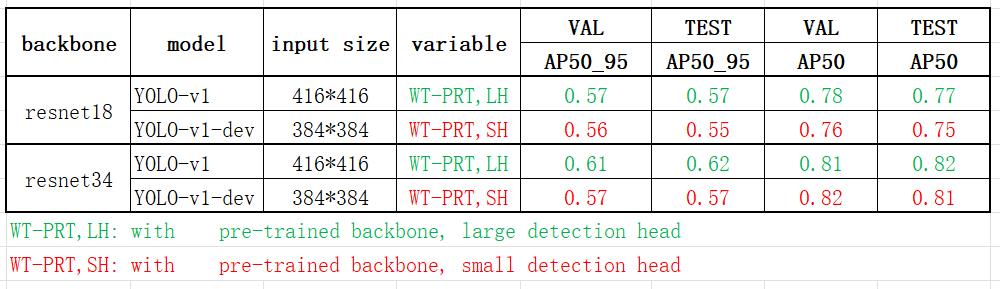 backbone model input size variable VAL TEST VAL TEST
AP50_95 AP50_95 AP50 AP50
resnet18 YOLO-v1 416*416 WT-PRT,LH 0.57 0.57 0.78 0.77
YOLO-v1-dev 384*384 WT-PRT,SH 0.56 0.55 0.76 0.75
resnet34 YOLO-v1 416*416 WT-PRT,LH 0.61 0.62 0.81 0.82
YOLO-v1-dev 384*384 WT-PRT,SH 0.57 0.57 0.82 0.81
WT-PRT,LH: with pre-trained backbone, large detection head
WT-PRT,SH: with pre-trained backbone, small detection head